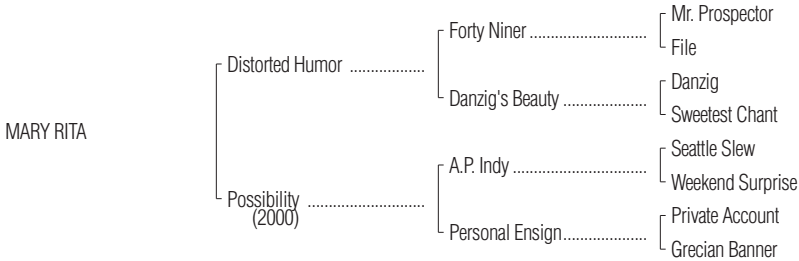 Mr. Prospector
Forty Niner ............................
File
Distorted Humor ..................
Danzig
Danzig's Beauty ....................
Sweetest Chant
MARY RITA
Seattle Slew
A.P. Indy ................................
Weekend Surprise
Possibility ............................
(2000)
Private Account
Personal Ensign....................
Grecian Banner